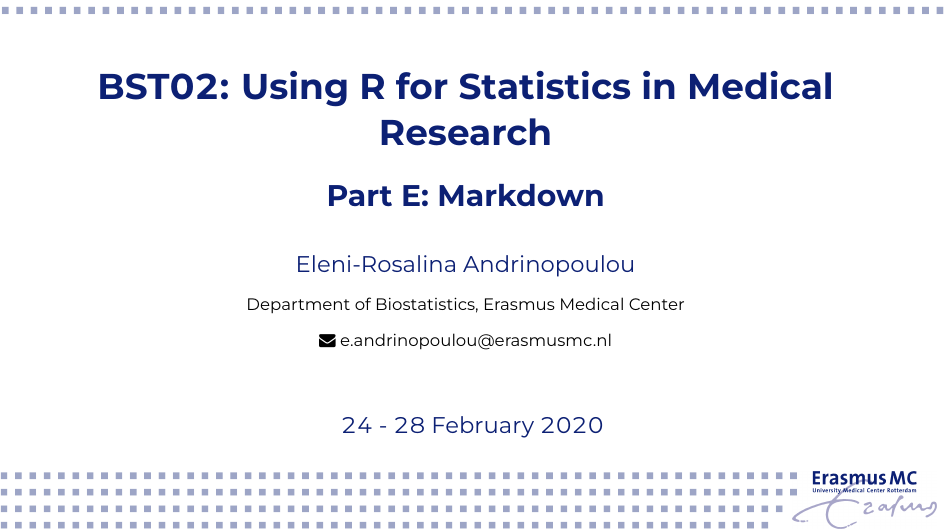 BST02: Using R for Statistics in Medical
Research
Part E: Markdown
Eleni-Rosalina Andrinopoulou
Department of Biostatistics, Erasmus Medical Center
e.andrinopoulou@erasmusmc.nl
24 - 28 February 2020
Erasmus MC
University Medical Center Rotterdam
Erasmus